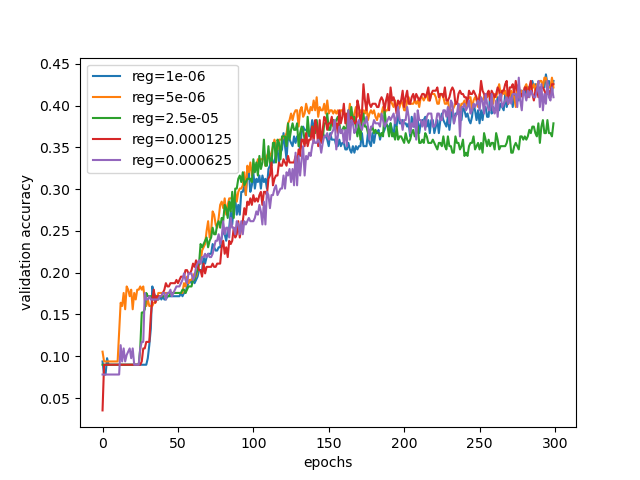 0.45
0.40
0.35
0.30
0.25
0.20
0.15
0.10
0.05
validation accuracy
reg=1e-06
reg=5e-06
reg=2.5e-05
reg=0.000125
reg=0.000625
0 50 100 150 200 250 300
epochs